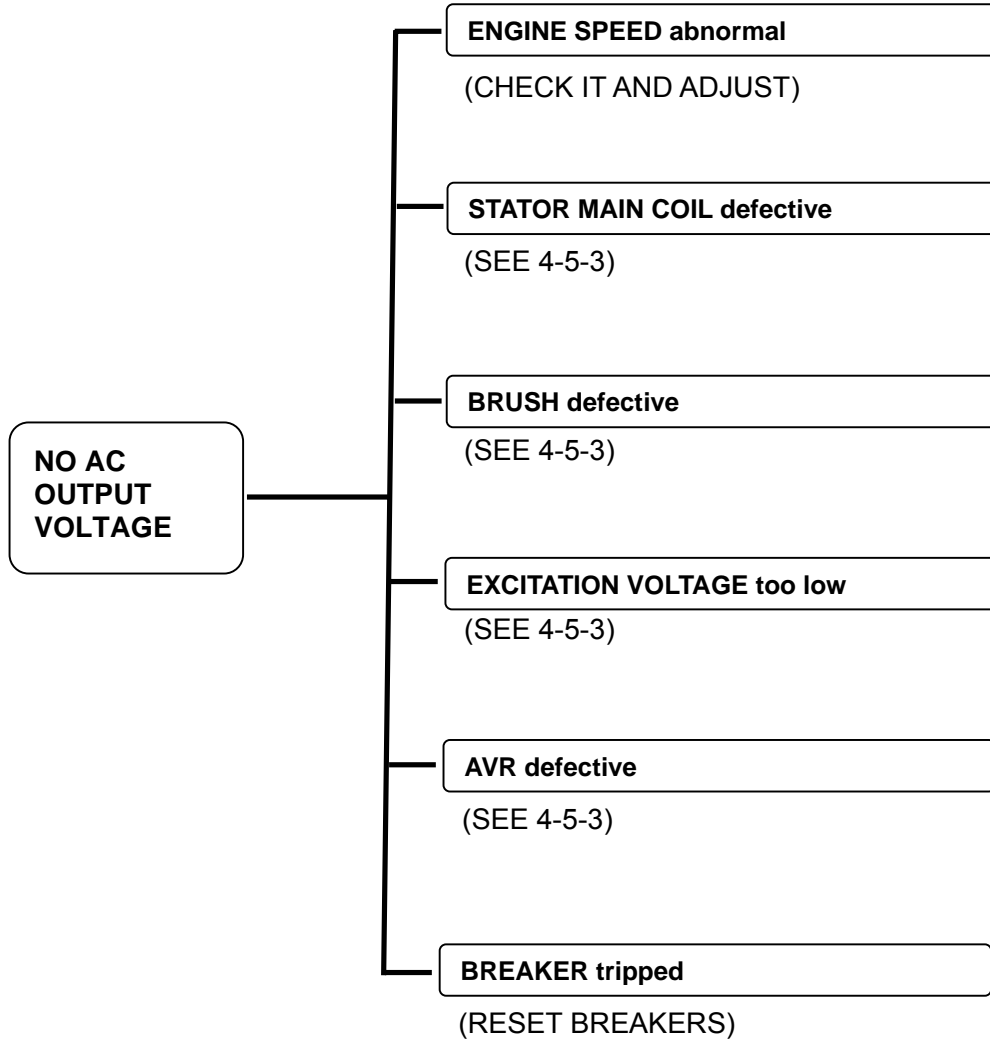 ENGINE SPEED abnormal
(CHECK IT AND ADJUST)
STATOR MAIN COIL defective
(SEE 4-5-3)
BRUSH defective
(SEE 4-5-3)
NO AC
OUTPUT
VOLTAGE
EXCITATION VOLTAGE too low
(SEE 4-5-3)
AVR defective
(SEE 4-5-3)
BREAKER tripped
(RESET BREAKERS)